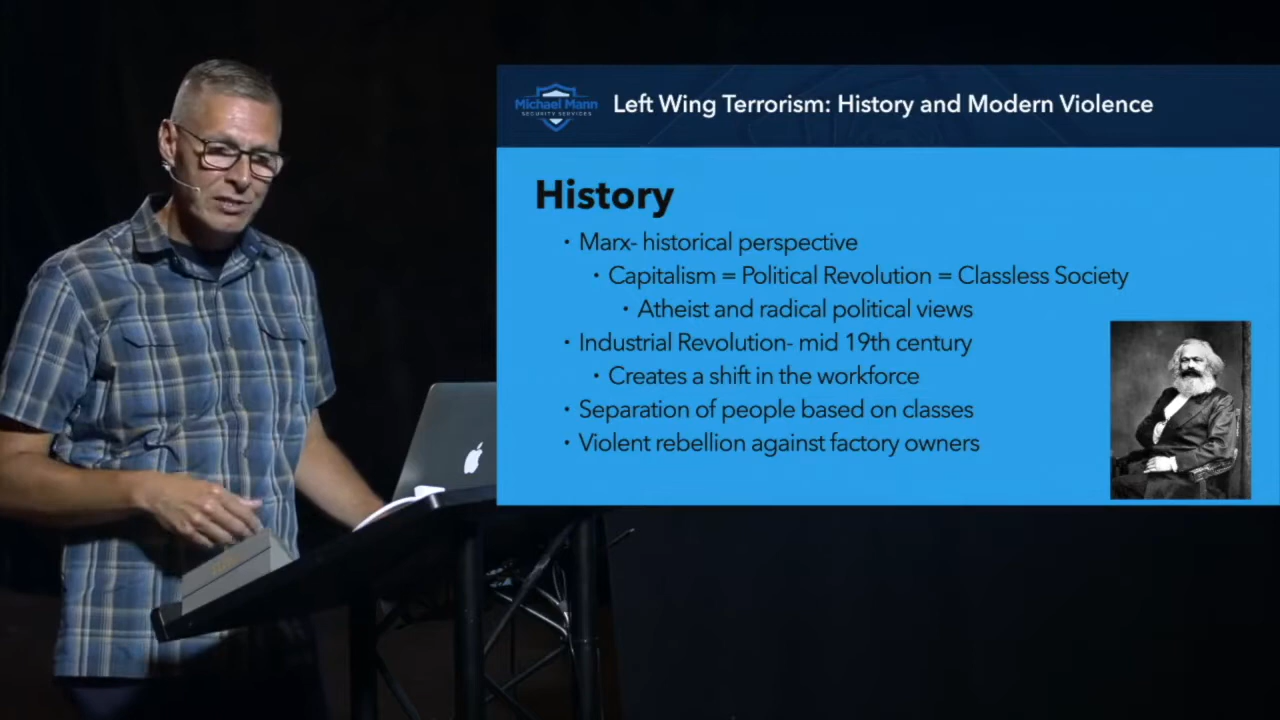 Michael Mann
SECURITY SERVICES
Left Wing Terrorism: History and Modern Violence
History
• Marx- historical perspective
• Capitalism = Political Revolution = Classless Society
• Atheist and radical political views
• Industrial Revolution- mid 19th century
• Creates a shift in the workforce
• Separation of people based on classes
• Violent rebellion against factory owners